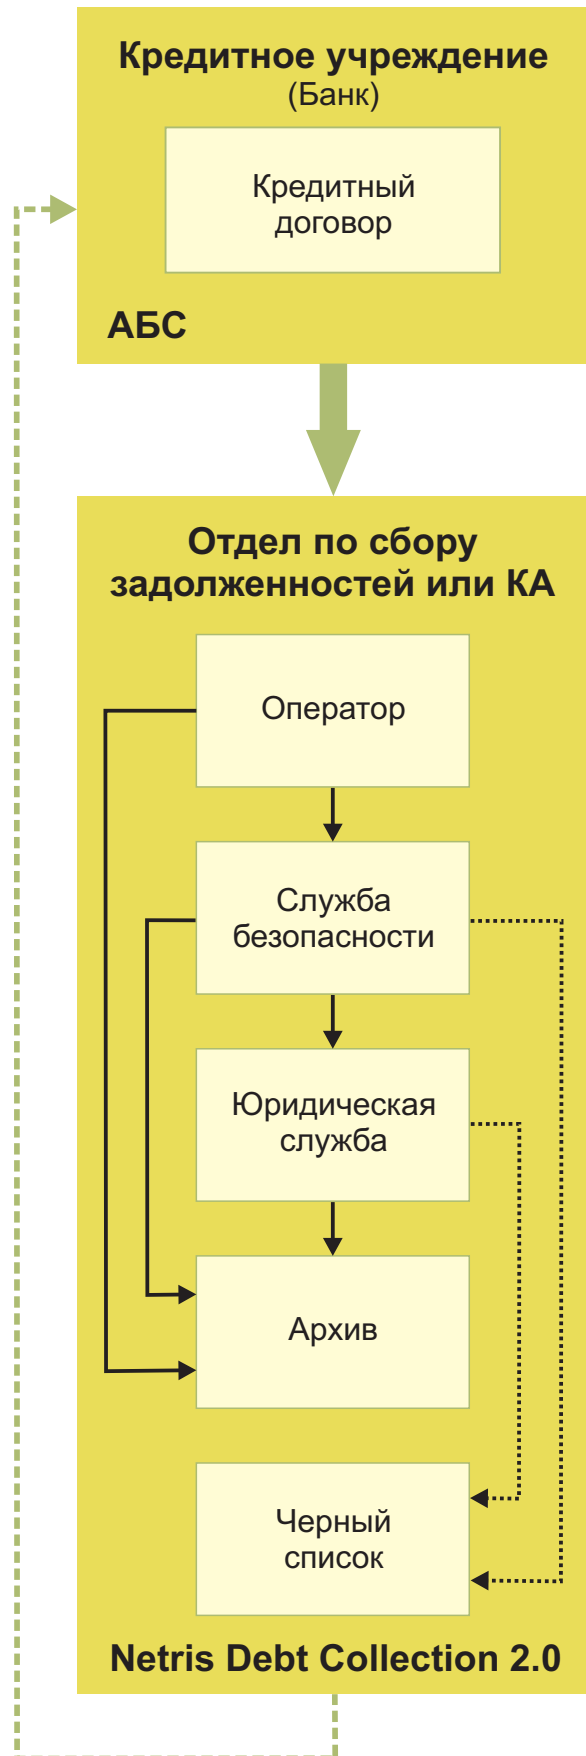 Кредитное учреждение
(Банк)
Кредитный
договор
АБС
Отдел по сбору
задолженностей или КА
Оператор
Служба
безопасности
Юридическая
служба
Архив
Черный
список
Netris Debt Collection 2.0